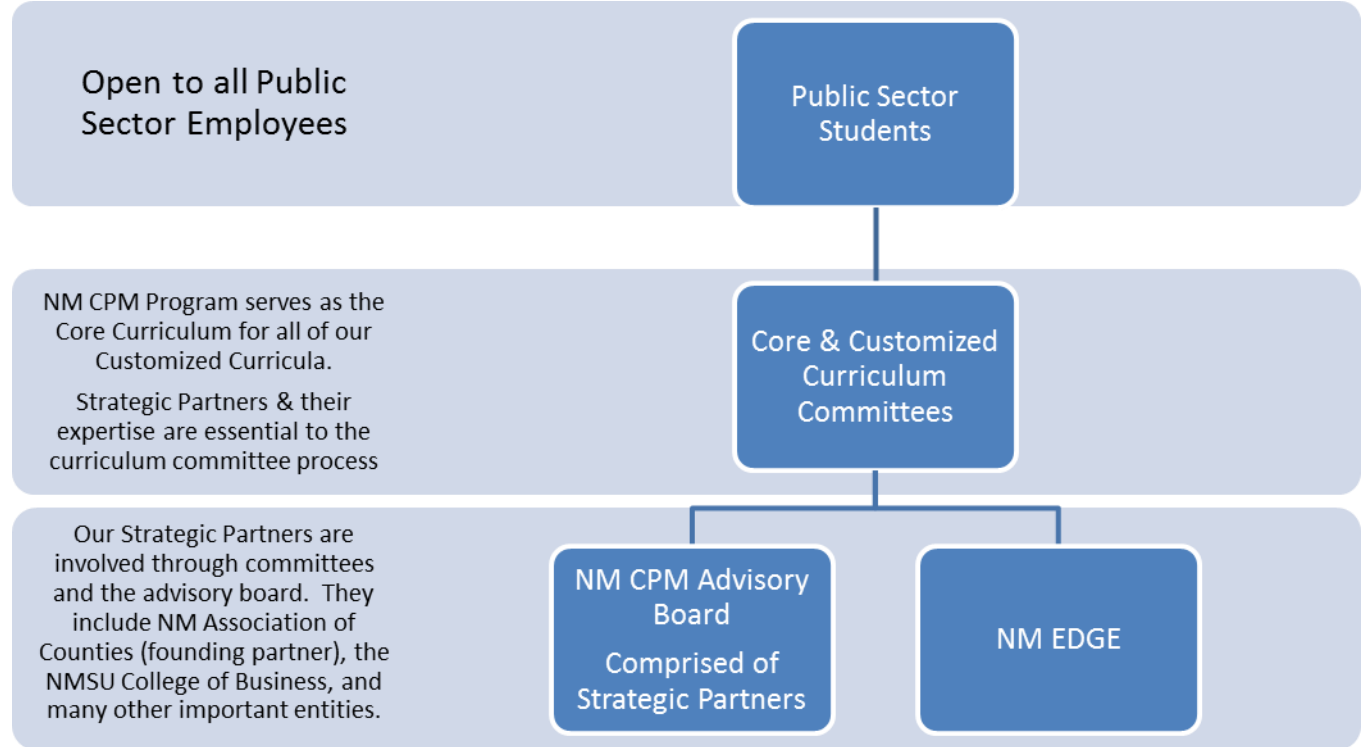 Open to all Public
Sector Employees
Public Sector
Students
NM CPM Program serves as the
Core Curriculum for all of our
Customized Curricula.
Strategic Partners & their
expertise are essential to the
curriculum committee process
Core & Customized
Curriculum
Committees
Our Strategic Partners are
involved through committees
and the advisory board.  They
include NM Association of
Counties (founding partner), the
NMSU College of Business, and
many other important entities.
NM CPM Advisory
Board
Comprised of
Strategic Partners
NM EDGE